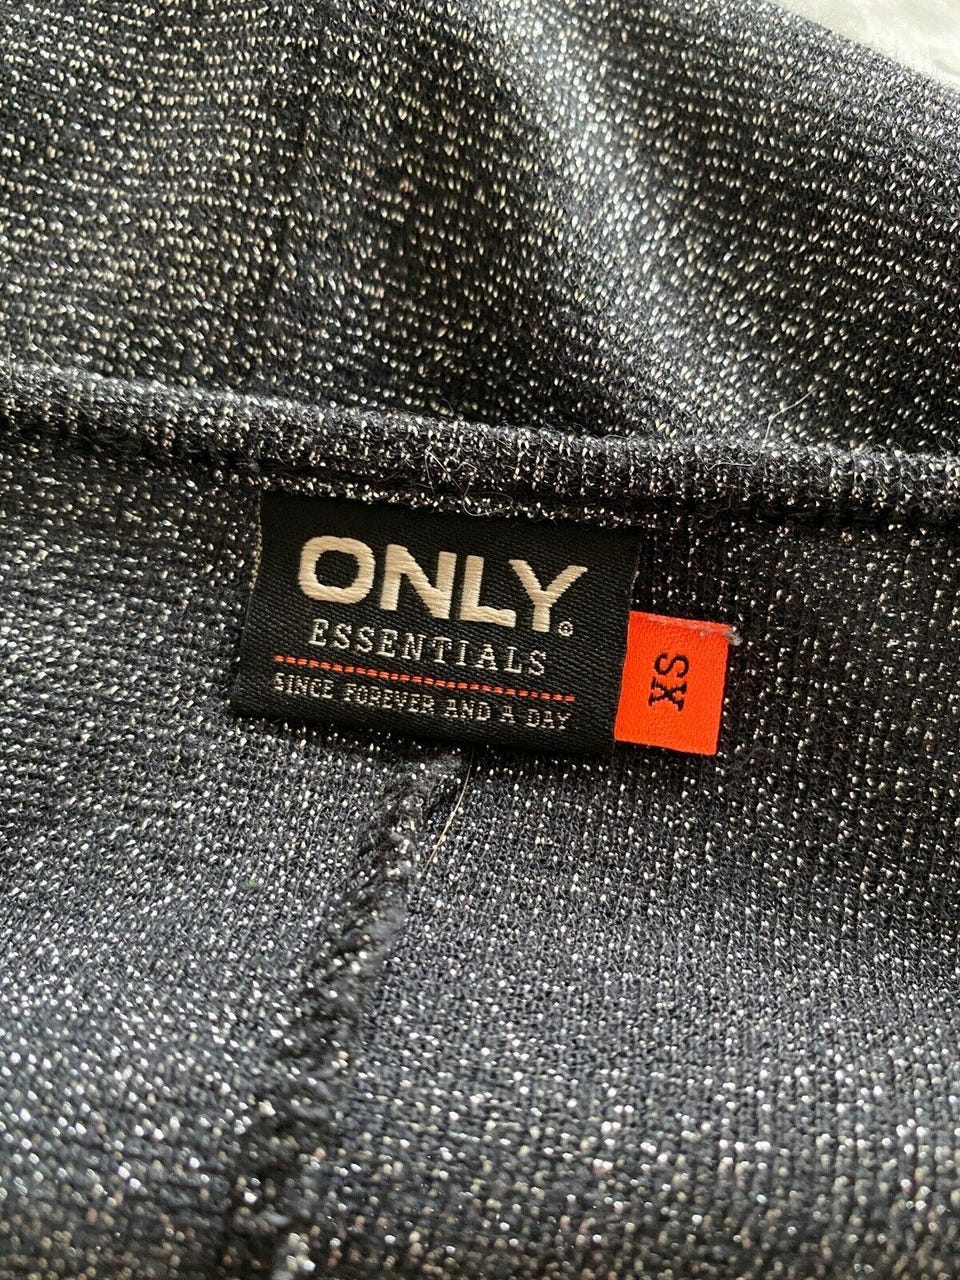 ONLY®
ESSENTIALS
SINCE FOREVER AND A DAY
XS